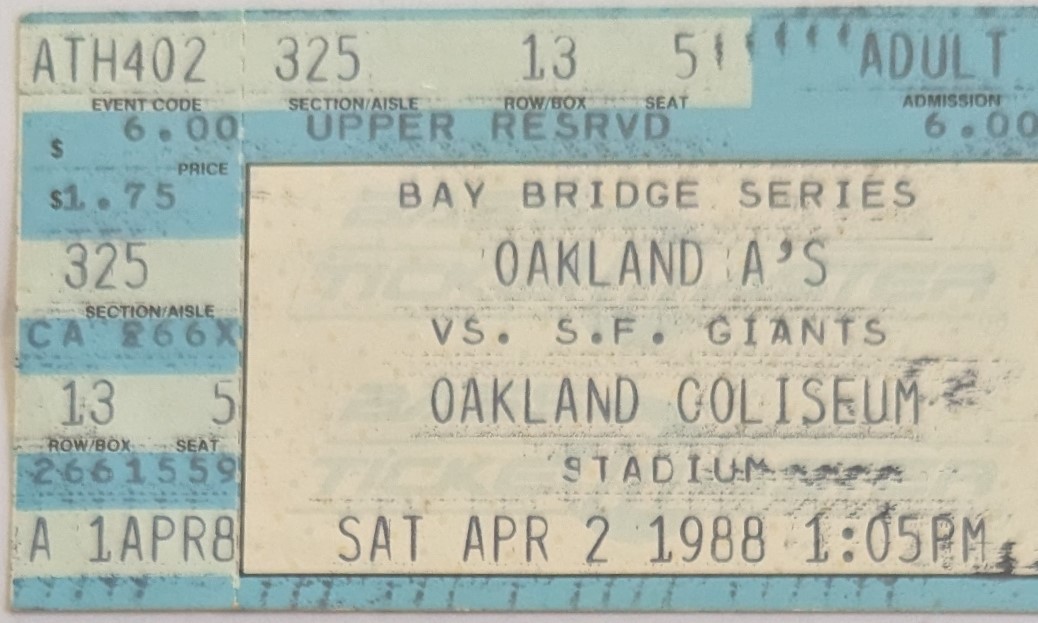 ATH402 325 13 5 ADULT
EVENT CODE SECTION/AISLE ROW/BOX SEAT ADMISSION
$ 6.00 UPPER RESRVD 6.00
PRICE
$1.75
BAY BRIDGE SERIES
325 OAKLAND A'S
SECTION/AISLE
CA 266X VS. S.F. GIANTS
13 5 OAKLAND COLISEUM
ROW/BOX SEAT
2661559 STADIUM
A 1APR8 SAT APR 2 1988 1:05PM